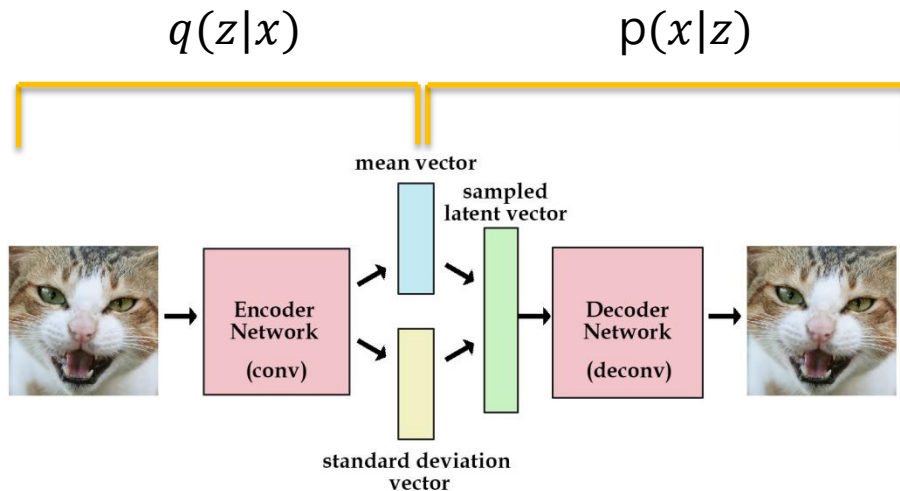 q(z|x)
p(x|z)
mean vector
sampled
latent vector
Encoder
Network
(conv)
Decoder
Network
(deconv)
standard deviation
vector